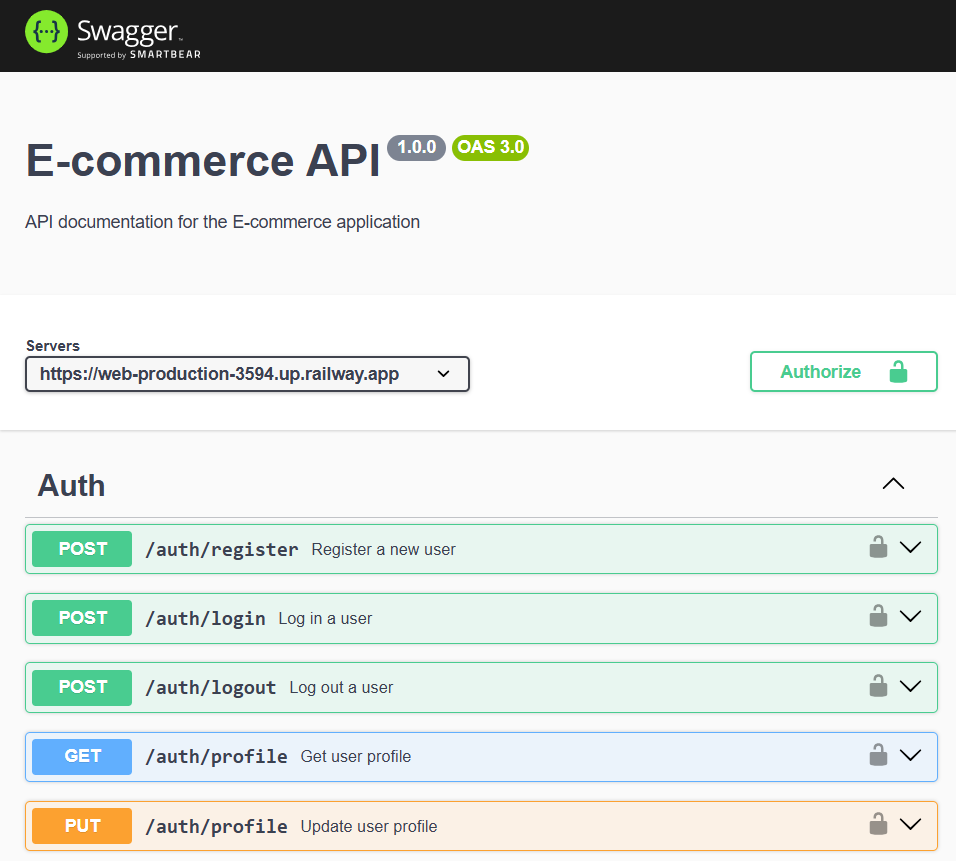 {···} Swagger™
Supported by SMARTBEAR
E-commerce API 1.0.0 OAS 3.0
API documentation for the E-commerce application
Servers
https://web-production-3594.up.railway.app
Authorize
Auth
POST /auth/register Register a new user
POST /auth/login Log in a user
POST /auth/logout Log out a user
GET /auth/profile Get user profile
PUT /auth/profile Update user profile